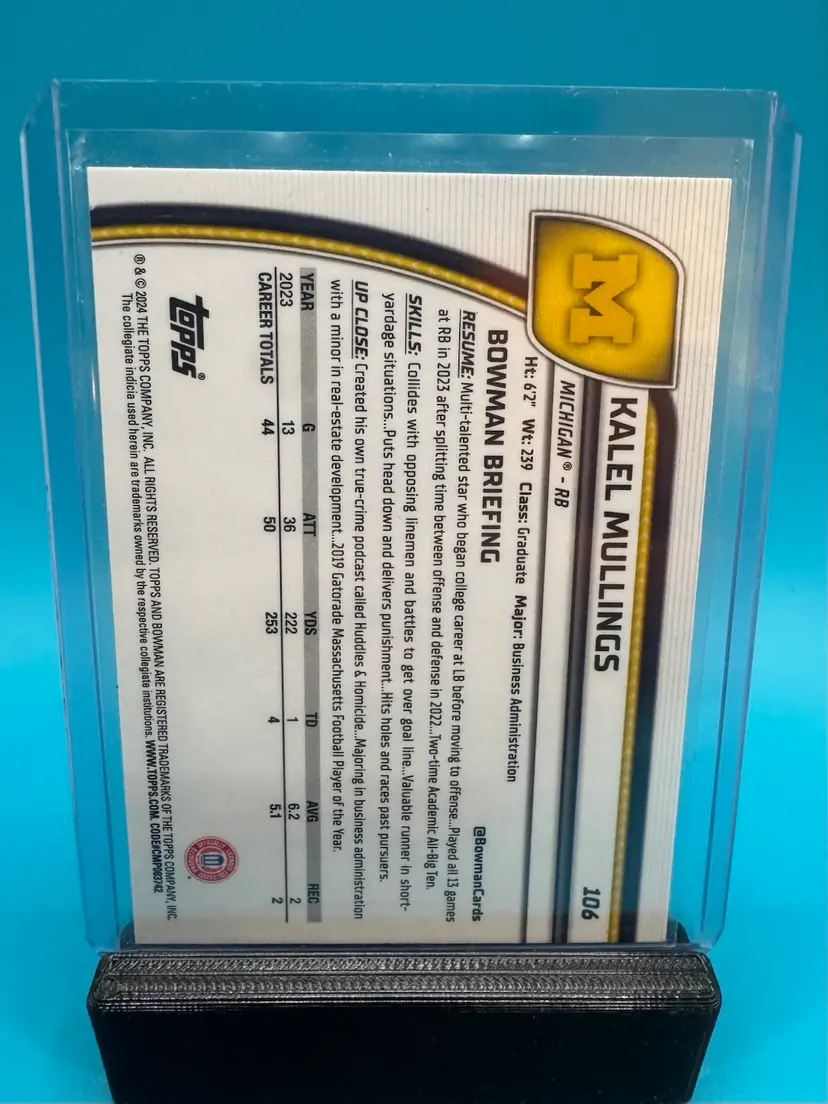 M
KALEL MULLINGS
106
MICHIGAN® - RB
Ht: 6'2" Wt: 239 Class: Graduate Major: Business Administration
BOWMAN BRIEFING
@BowmanCards
RESUME: Multi-talented star who began college career at LB before moving to offense...Played all 13 games
at RB in 2023 after splitting time between offense and defense in 2022...Two-time Academic All-Big Ten.
SKILLS: Collides with opposing linemen and battles to get over goal line...Valuable runner in short-
yardage situations...Puts head down and delivers punishment...Hits holes and races past pursuers.
UP CLOSE: Created his own true-crime podcast called Huddles & Homicide...Majoring in business administration
with a minor in real-estate development...2019 Gatorade Massachusetts Football Player of the Year.
YEAR G ATT YDS TD AVG REC
2023 13 36 222 1 6.2 2
CAREER TOTALS 44 50 253 4 5.1 2
topps®
® & © 2024 THE TOPPS COMPANY, INC. ALL RIGHTS RESERVED. TOPPS AND BOWMAN ARE REGISTERED TRADEMARKS OF THE TOPPS COMPANY, INC.
The collegiate indicia used herein are trademarks owned by the respective collegiate institutions. WWW.TOPPS.COM. CODE#CMP083742